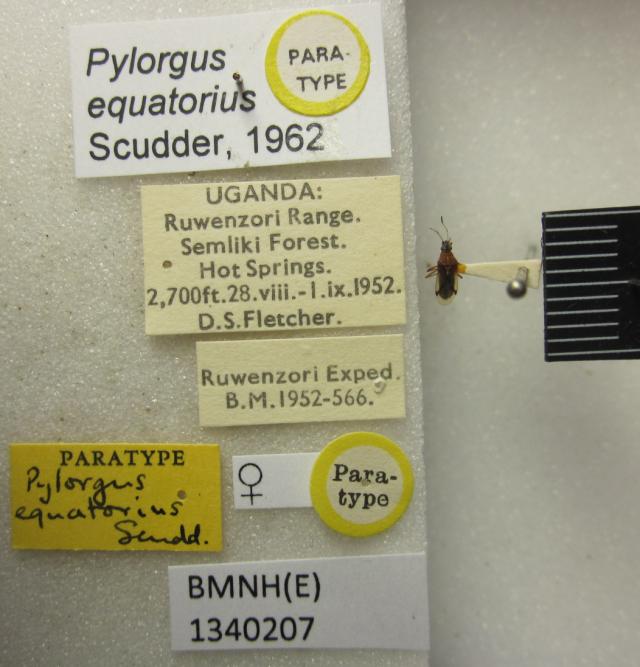 Pylorgus
equatorius
Scudder, 1962
PARA-
TYPE
UGANDA:
Ruwenzori Range.
Semliki Forest.
Hot Springs.
2,700ft. 28.viii.-1.ix.1952.
D.S.Fletcher.
Ruwenzori Exped.
B.M.1952-566.
PARATYPE
Pylorgus
equatorius
Scudd.
♀
Para-
type
BMNH(E)
1340207